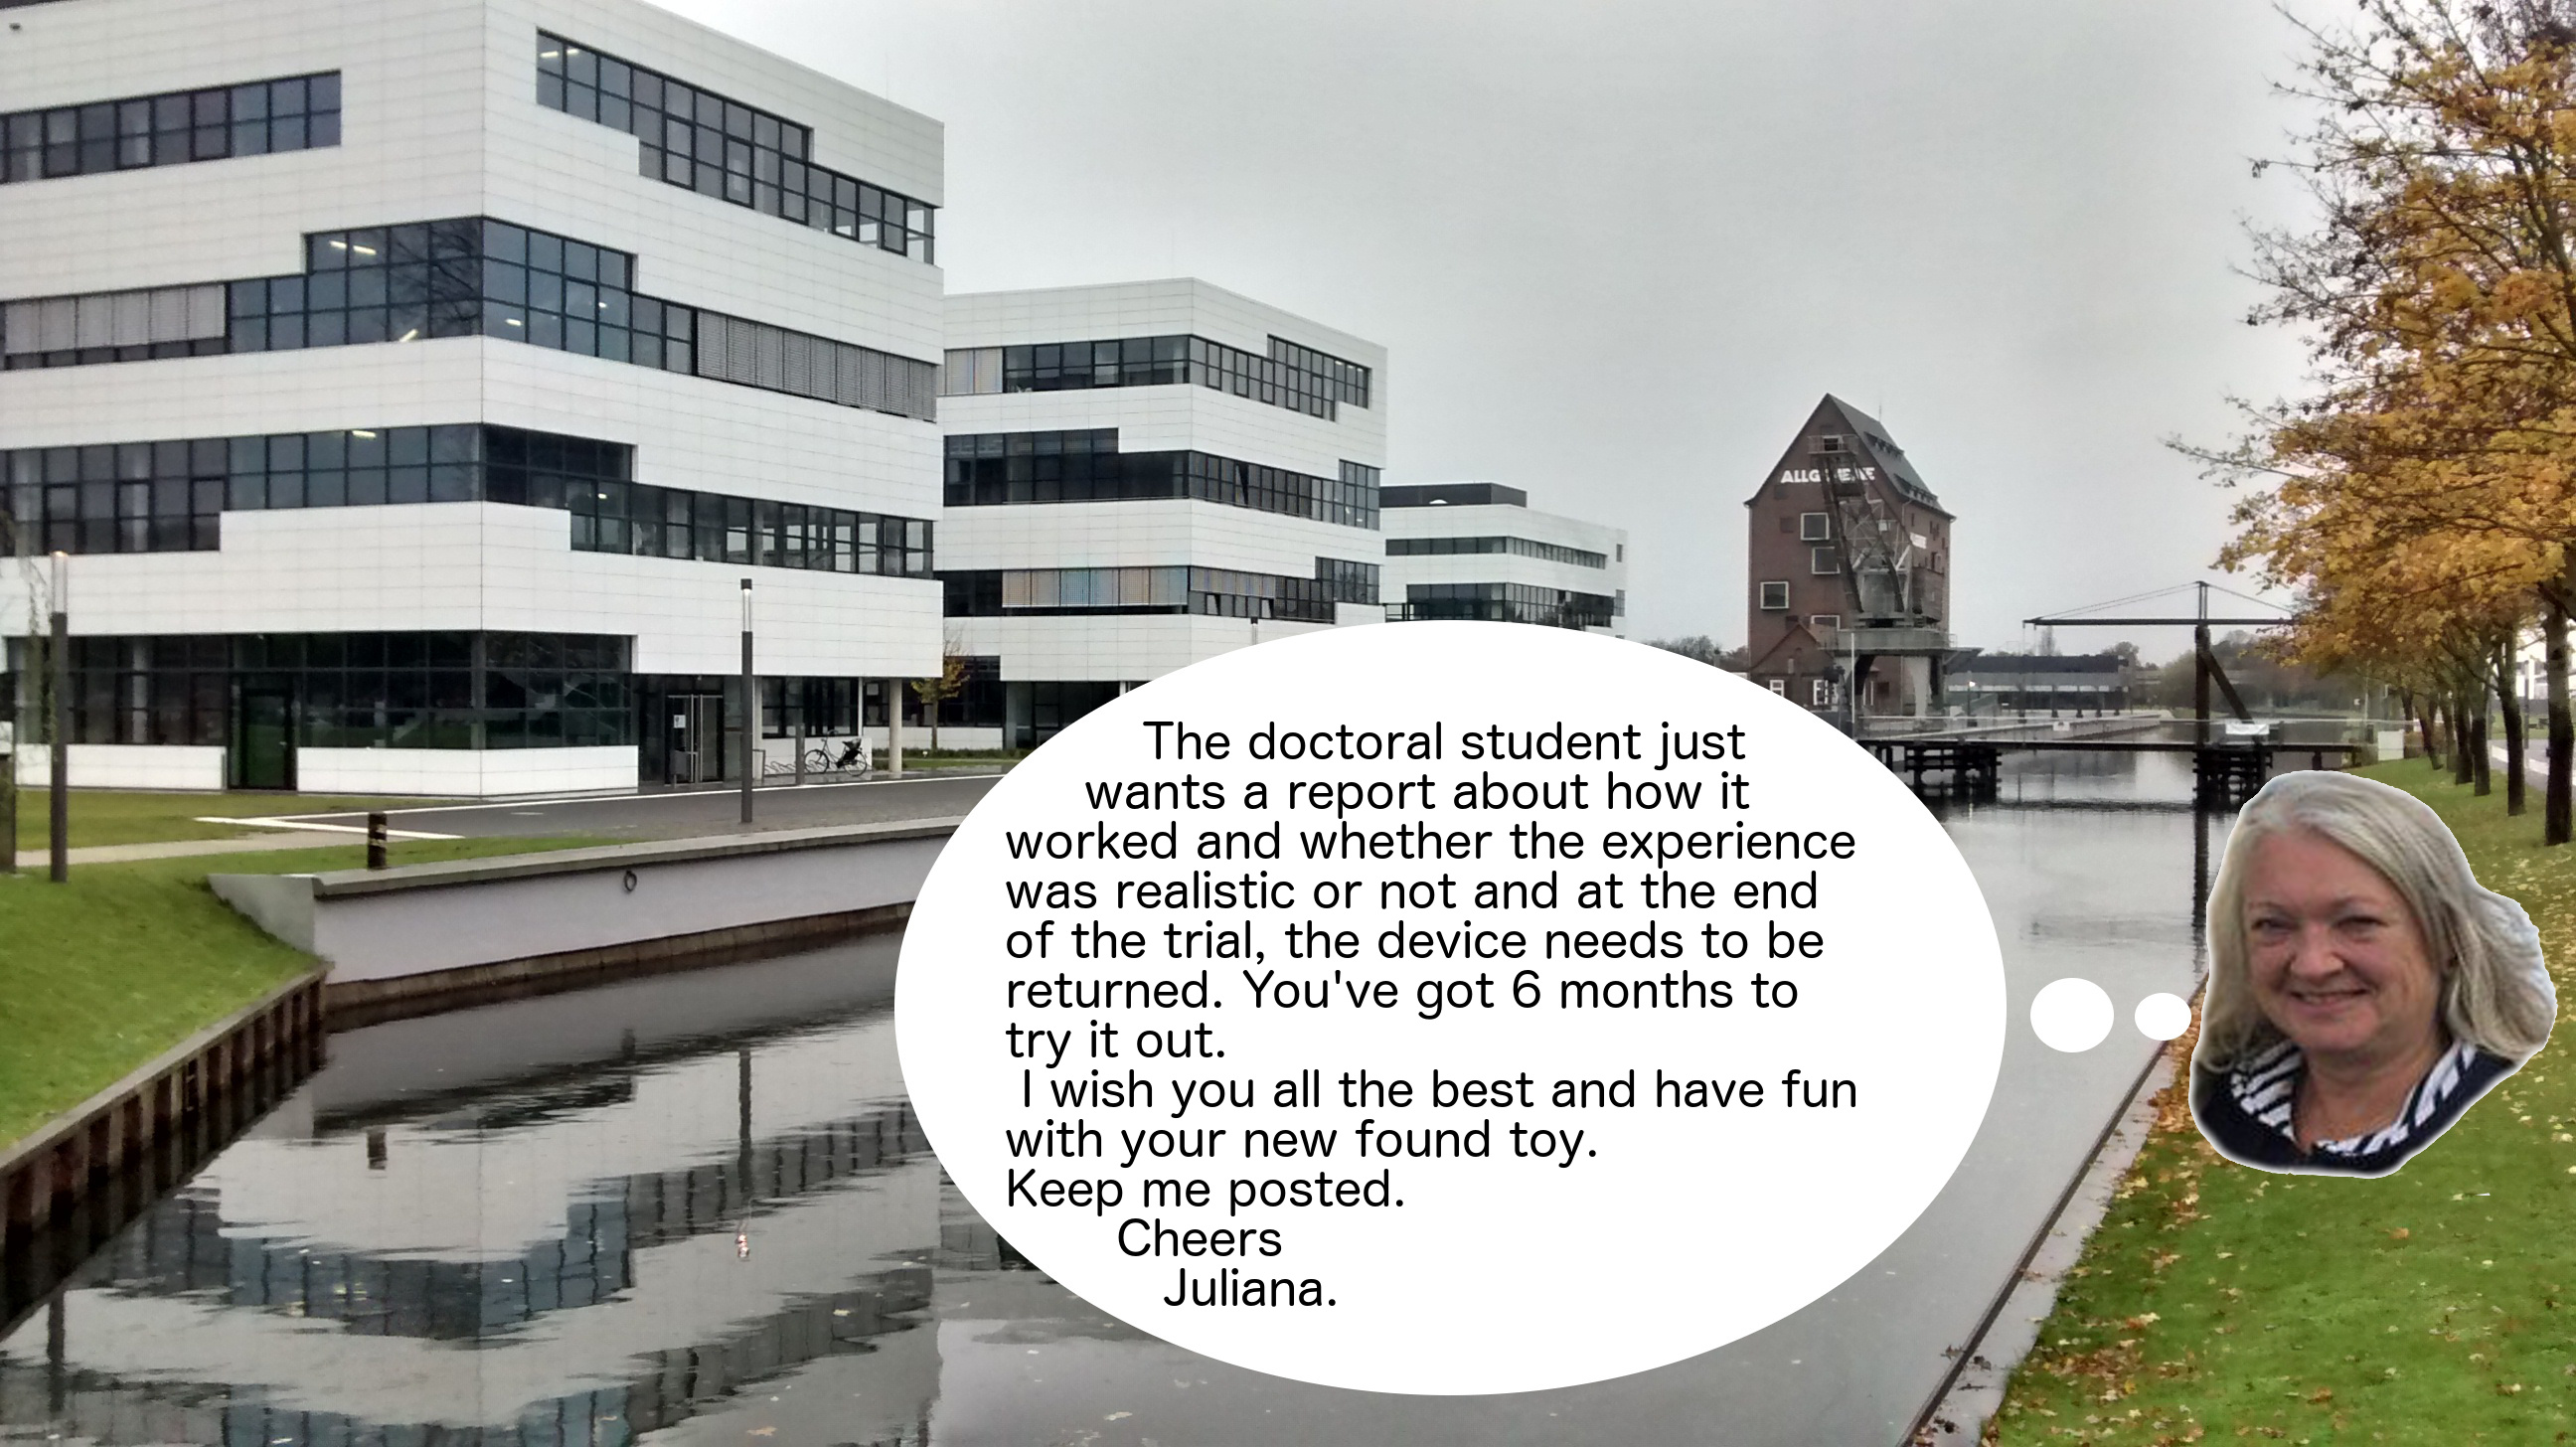 ALLG
The doctoral student just
wants a report about how it
worked and whether the experience
was realistic or not and at the end
of the trial, the device needs to be
returned. You've got 6 months to
try it out.
I wish you all the best and have fun
with your new found toy.
Keep me posted.
Cheers
Juliana.